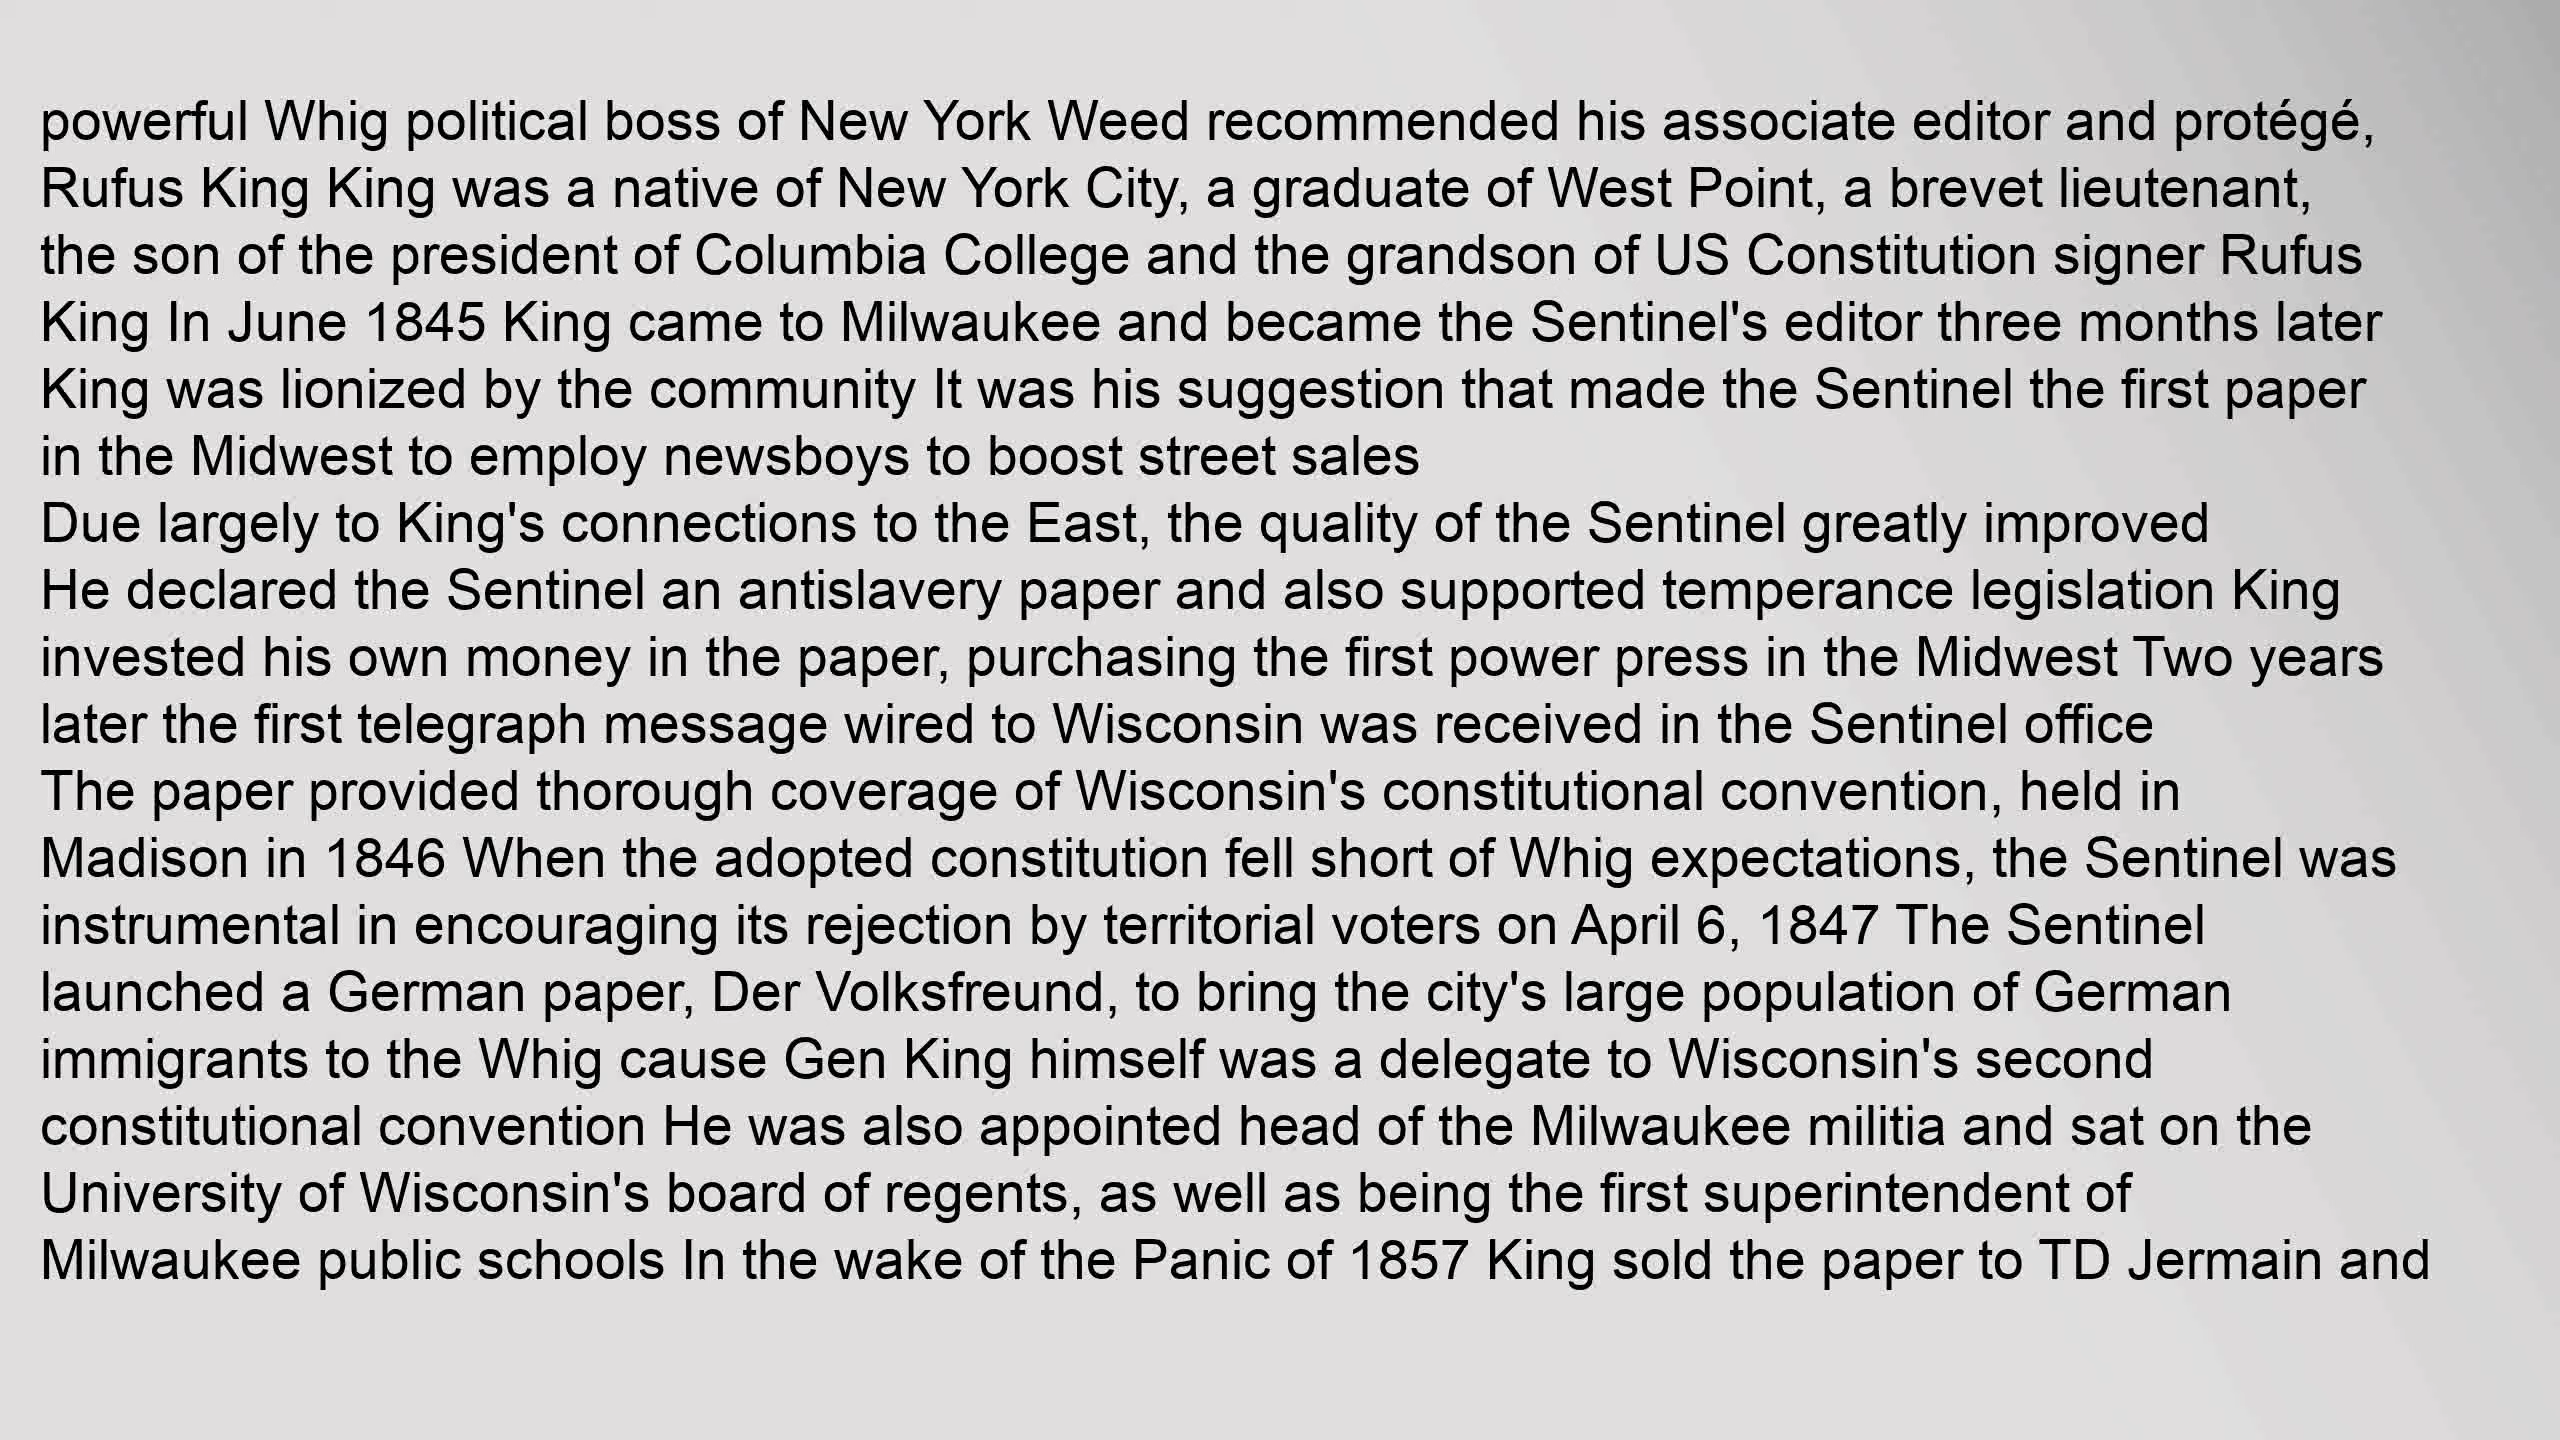 powerful Whig political boss of New York Weed recommended his associate editor and protégé,
Rufus King King was a native of New York City, a graduate of West Point, a brevet lieutenant,
the son of the president of Columbia College and the grandson of US Constitution signer Rufus
King In June 1845 King came to Milwaukee and became the Sentinel's editor three months later
King was lionized by the community It was his suggestion that made the Sentinel the first paper
in the Midwest to employ newsboys to boost street sales
Due largely to King's connections to the East, the quality of the Sentinel greatly improved
He declared the Sentinel an antislavery paper and also supported temperance legislation King
invested his own money in the paper, purchasing the first power press in the Midwest Two years
later the first telegraph message wired to Wisconsin was received in the Sentinel office
The paper provided thorough coverage of Wisconsin's constitutional convention, held in
Madison in 1846 When the adopted constitution fell short of Whig expectations, the Sentinel was
instrumental in encouraging its rejection by territorial voters on April 6, 1847 The Sentinel
launched a German paper, Der Volksfreund, to bring the city's large population of German
immigrants to the Whig cause Gen King himself was a delegate to Wisconsin's second
constitutional convention He was also appointed head of the Milwaukee militia and sat on the
University of Wisconsin's board of regents, as well as being the first superintendent of
Milwaukee public schools In the wake of the Panic of 1857 King sold the paper to TD Jermain and